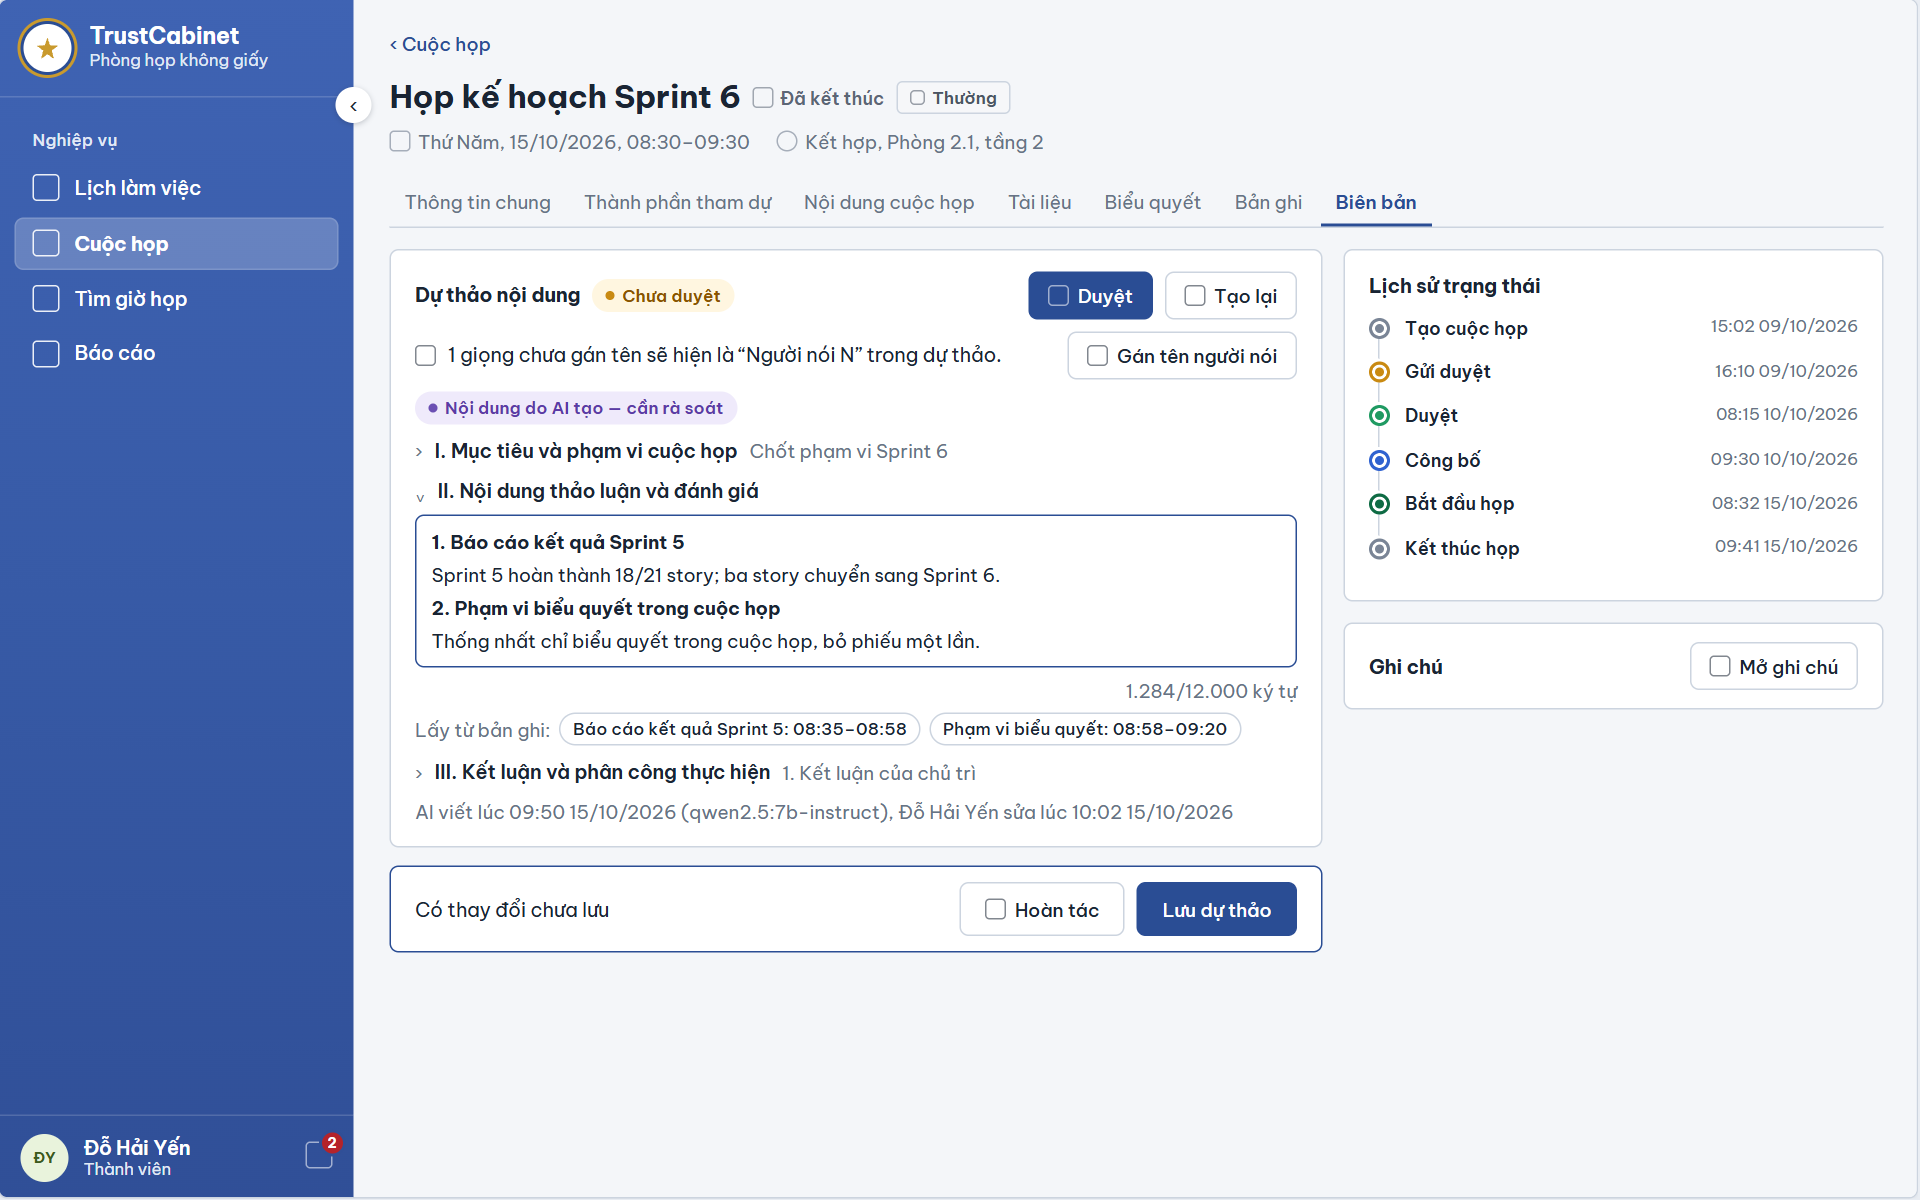 TrustCabinet
Phòng họp không giấy
Nghiệp vụ
Lịch làm việc
Cuộc họp
Tìm giờ họp
Báo cáo
ĐY
Đỗ Hải Yến
Thành viên
2
‹ Cuộc họp
Họp kế hoạch Sprint 6 Đã kết thúc Thường
Thứ Năm, 15/10/2026, 08:30–09:30 Kết hợp, Phòng 2.1, tầng 2
Thông tin chung Thành phần tham dự Nội dung cuộc họp Tài liệu Biểu quyết Bản ghi Biên bản
Dự thảo nội dung Chưa duyệt Duyệt Tạo lại
1 giọng chưa gán tên sẽ hiện là “Người nói N” trong dự thảo. Gán tên người nói
Nội dung do AI tạo — cần rà soát
› I. Mục tiêu và phạm vi cuộc họp Chốt phạm vi Sprint 6
v II. Nội dung thảo luận và đánh giá
1. Báo cáo kết quả Sprint 5
Sprint 5 hoàn thành 18/21 story; ba story chuyển sang Sprint 6.
2. Phạm vi biểu quyết trong cuộc họp
Thống nhất chỉ biểu quyết trong cuộc họp, bỏ phiếu một lần.
1.284/12.000 ký tự
Lấy từ bản ghi: Báo cáo kết quả Sprint 5: 08:35–08:58 Phạm vi biểu quyết: 08:58–09:20
› III. Kết luận và phân công thực hiện 1. Kết luận của chủ trì
AI viết lúc 09:50 15/10/2026 (qwen2.5:7b-instruct), Đỗ Hải Yến sửa lúc 10:02 15/10/2026
Có thay đổi chưa lưu Hoàn tác Lưu dự thảo
Lịch sử trạng thái
Tạo cuộc họp 15:02 09/10/2026
Gửi duyệt 16:10 09/10/2026
Duyệt 08:15 10/10/2026
Công bố 09:30 10/10/2026
Bắt đầu họp 08:32 15/10/2026
Kết thúc họp 09:41 15/10/2026
Ghi chú Mở ghi chú